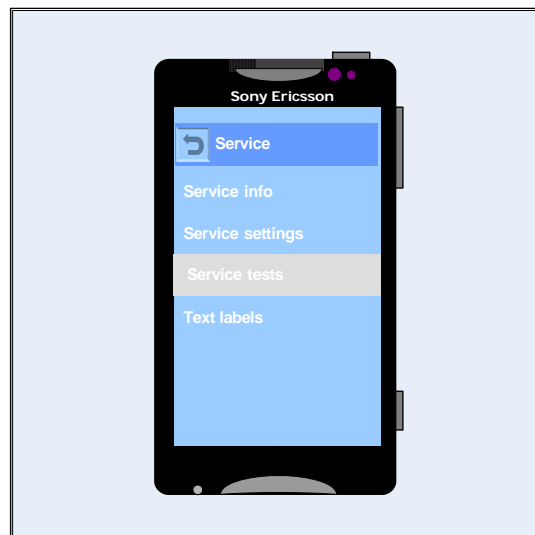 Sony Ericsson
Service
Service info
Service settings
Service tests
Text labels